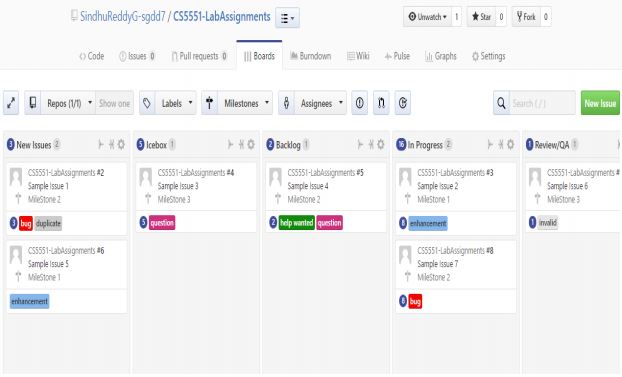 SindhuReddyG-sgdd7 / CS5551-LabAssignments
Unwatch 1 Star 0 Fork 0
Code Issues 0 Pull requests 0 Boards Burndown Wiki Pulse Graphs Settings
Repos (1/1) Show one Labels Milestones Assignees Search ( / ) New Issue
3 New Issues 2
CS5551-LabAssignments #2
Sample Issue 1
MileStone 2
3 bug duplicate
CS5551-LabAssignments #6
Sample Issue 5
MileStone 1
enhancement
5 Icebox 1
CS5551-LabAssignments #4
Sample Issue 3
MileStone 3
5 question
2 Backlog 1
CS5551-LabAssignments #5
Sample Issue 4
MileStone 2
2 help wanted question
16 In Progress 2
CS5551-LabAssignments #3
Sample Issue 2
MileStone 1
8 enhancement
CS5551-LabAssignments #8
Sample Issue 7
MileStone 2
8 bug
1 Review/QA 1
CS5551-LabAssignments #
Sample Issue 6
MileStone 3
1 invalid